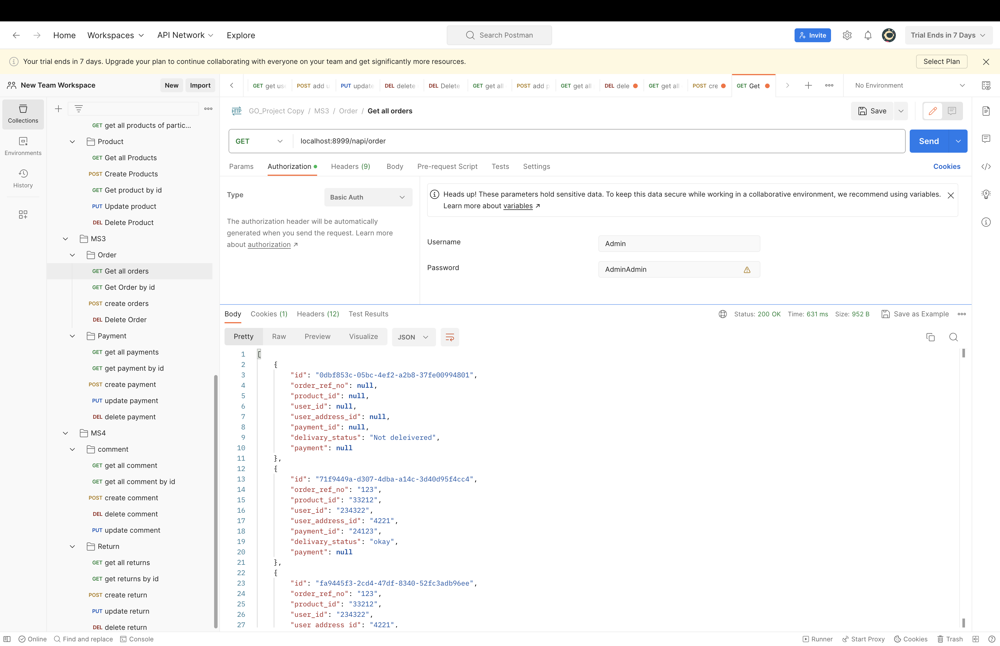 Home Workspaces API Network Explore Search Postman Invite Trial Ends in 7 Days
Your trial ends in 7 days. Upgrade your plan to continue collaborating with everyone on your team and get significantly more resources. Select Plan
New Team Workspace New Import
GET get use POST add u PUT update DEL delete DEL Delete GET get all POST add p GET get all DEL dele GET get all POST cre GET Get No Environment
Collections
Environments
History
GET get all products of partic...
Product
GET Get all Products
POST Create Products
GET Get product by id
PUT Update product
DEL Delete Product
MS3
Order
GET Get all orders
GET Get Order by id
POST create orders
DEL Delete Order
Payment
GET get all payments
GET get payment by id
POST create payment
PUT update payment
DEL delete payment
MS4
comment
GET get all comment
GET get all comment by id
POST create comment
DEL delete comment
PUT update comment
Return
GET get all returns
GET get returns by id
POST create return
PUT update return
DEL delete return
HTTP GO_Project Copy / MS3 / Order / Get all orders Save
GET localhost:8999/napi/order Send
Params Authorization Headers (9) Body Pre-request Script Tests Settings Cookies
Type Basic Auth
The authorization header will be automatically
generated when you send the request. Learn more
about authorization ↗
Heads up! These parameters hold sensitive data. To keep this data secure while working in a collaborative environment, we recommend using variables.
Learn more about variables ↗
Username Admin
Password AdminAdmin
Body Cookies (1) Headers (12) Test Results Status: 200 OK Time: 631 ms Size: 952 B Save as Example
Pretty Raw Preview Visualize JSON
1 [
2 {
3 "id": "0dbf853c-05bc-4ef2-a2b8-37fe00994801",
4 "order_ref_no": null,
5 "product_id": null,
6 "user_id": null,
7 "user_address_id": null,
8 "payment_id": null,
9 "delivary_status": "Not deleivered",
10 "payment": null
11 },
12 {
13 "id": "71f9449a-d307-4dba-a14c-3d40d95f4cc4",
14 "order_ref_no": "123",
15 "product_id": "33212",
16 "user_id": "234322",
17 "user_address_id": "4221",
18 "payment_id": "24123",
19 "delivary_status": "okay",
20 "payment": null
21 },
22 {
23 "id": "fa9445f3-2cd4-47df-8340-52fc3adb96ee",
24 "order_ref_no": "123",
25 "product_id": "33212",
26 "user_id": "234322",
27 "user_address_id": "4221",
Online Find and replace Console Runner Start Proxy Cookies Trash